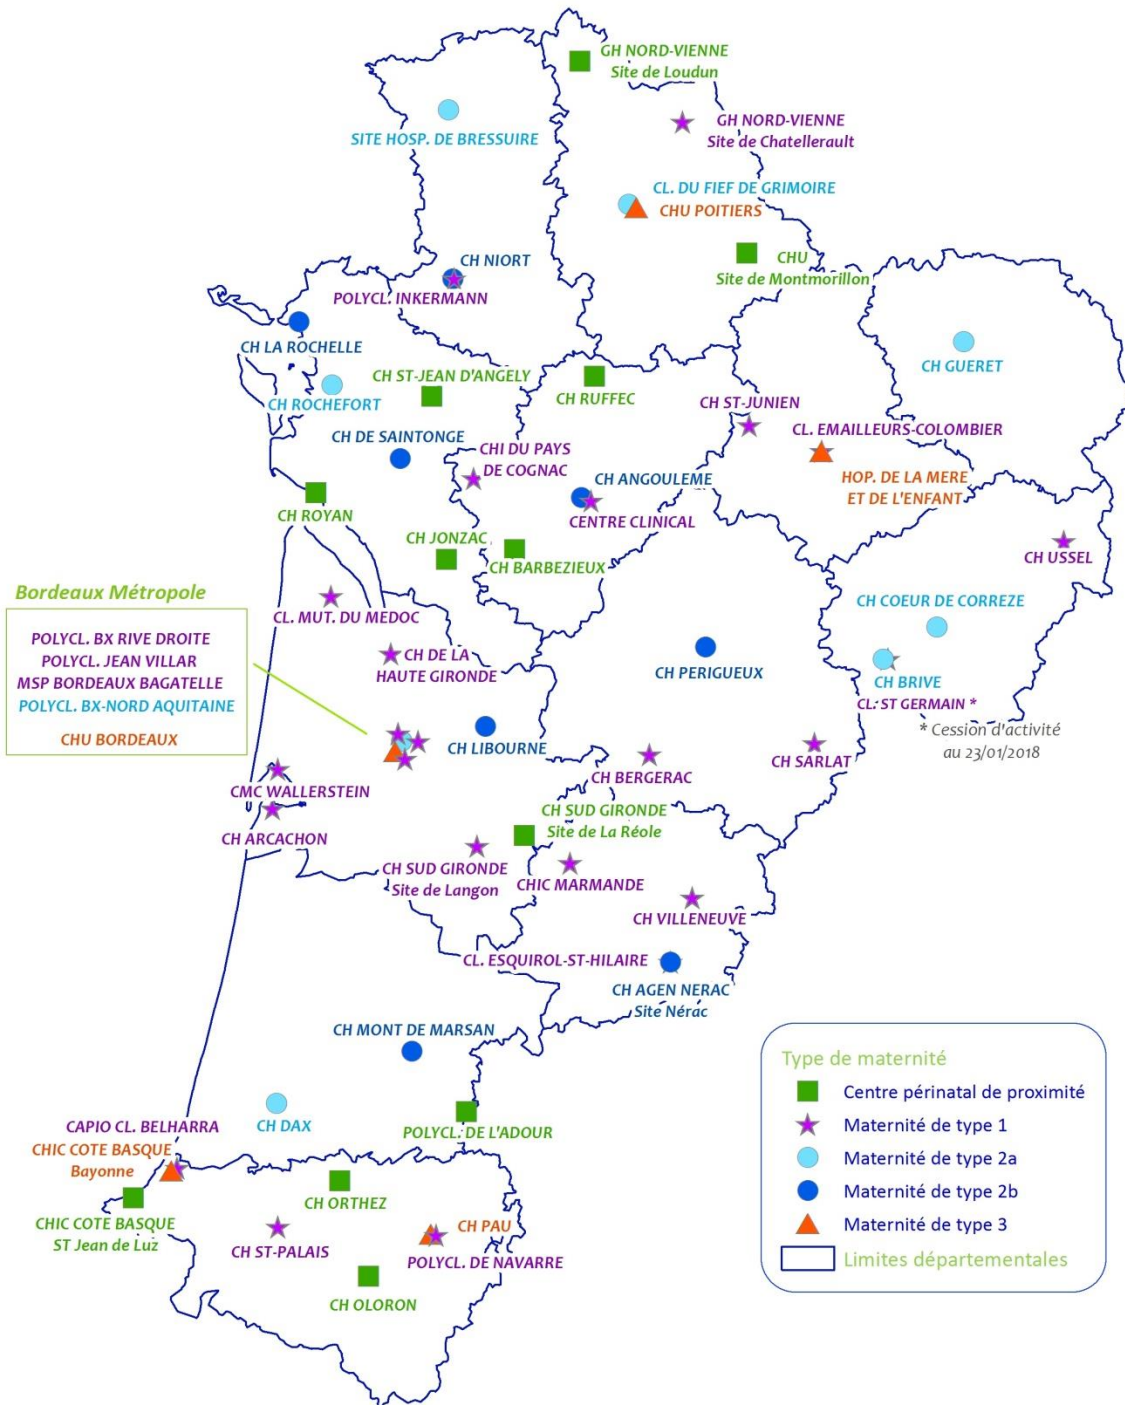 GH NORD-VIENNE
Site de Loudun
GH NORD-VIENNE
Site de Chatellerault
SITE HOSP. DE BRESSUIRE
CL. DU FIEF DE GRIMOIRE
CHU POITIERS
CHU
Site de Montmorillon
CH NIORT
POLYCL. INKERMANN
CH LA ROCHELLE
CH GUERET
CH ST-JEAN D'ANGELY
CH ROCHEFORT
CH RUFFEC
CH ST-JUNIEN
CL. EMAILLEURS-COLOMBIER
CH DE SAINTONGE
CHI DU PAYS
DE COGNAC
CH ANGOULEME
HOP. DE LA MERE
ET DE L'ENFANT
CENTRE CLINICAL
CH ROYAN
CH JONZAC
CH BARBEZIEUX
CH USSEL
Bordeaux Métropole
POLYCL. BX RIVE DROITE
POLYCL. JEAN VILLAR
MSP BORDEAUX BAGATELLE
POLYCL. BX-NORD AQUITAINE
CHU BORDEAUX
CL. MUT. DU MEDOC
CH COEUR DE CORREZE
CH DE LA
HAUTE GIRONDE
CH PERIGUEUX
CH BRIVE
CL. ST GERMAIN *
* Cession d'activité
au 23/01/2018
CH LIBOURNE
CH BERGERAC
CH SARLAT
CMC WALLERSTEIN
CH ARCACHON
CH SUD GIRONDE
Site de La Réole
CH SUD GIRONDE
Site de Langon
CHIC MARMANDE
CH VILLENEUVE
CL. ESQUIROL-ST-HILAIRE
CH AGEN NERAC
Site Nérac
CH MONT DE MARSAN
CH DAX
POLYCL. DE L'ADOUR
CAPIO CL. BELHARRA
CHIC COTE BASQUE
Bayonne
CH ORTHEZ
CHIC COTE BASQUE
ST Jean de Luz
CH ST-PALAIS
CH PAU
POLYCL. DE NAVARRE
CH OLORON
Type de maternité
Centre périnatal de proximité
Maternité de type 1
Maternité de type 2a
Maternité de type 2b
Maternité de type 3
Limites départementales